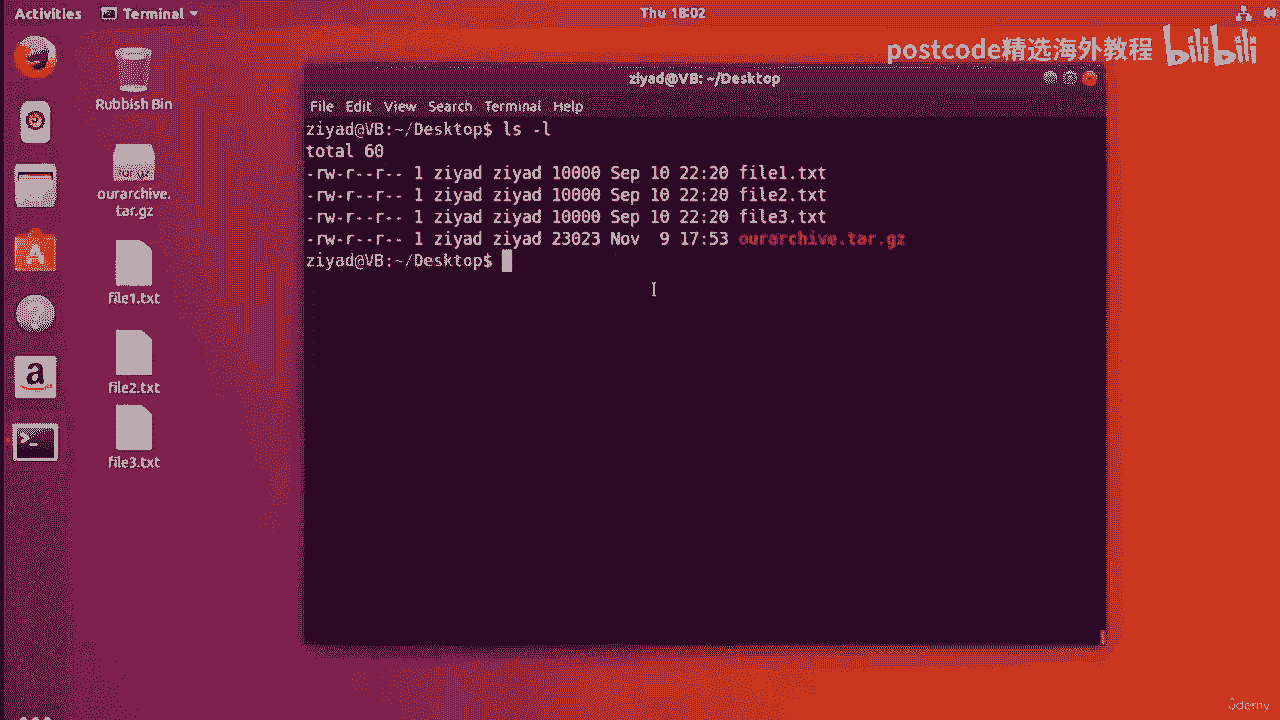 Activities Terminal Thu 18:02
postcode精选海外教程 bilibili
Rubbish Bin
ourarchive.
tar.gz
file1.txt
file2.txt
file3.txt
ziyad@VB: ~/Desktop
File Edit View Search Terminal Help
ziyad@VB:~/Desktop$ ls -l
total 60
-rw-r--r-- 1 ziyad ziyad 10000 Sep 10 22:20 file1.txt
-rw-r--r-- 1 ziyad ziyad 10000 Sep 10 22:20 file2.txt
-rw-r--r-- 1 ziyad ziyad 10000 Sep 10 22:20 file3.txt
-rw-r--r-- 1 ziyad ziyad 23023 Nov  9 17:53 ourarchive.tar.gz
ziyad@VB:~/Desktop$
Udemy